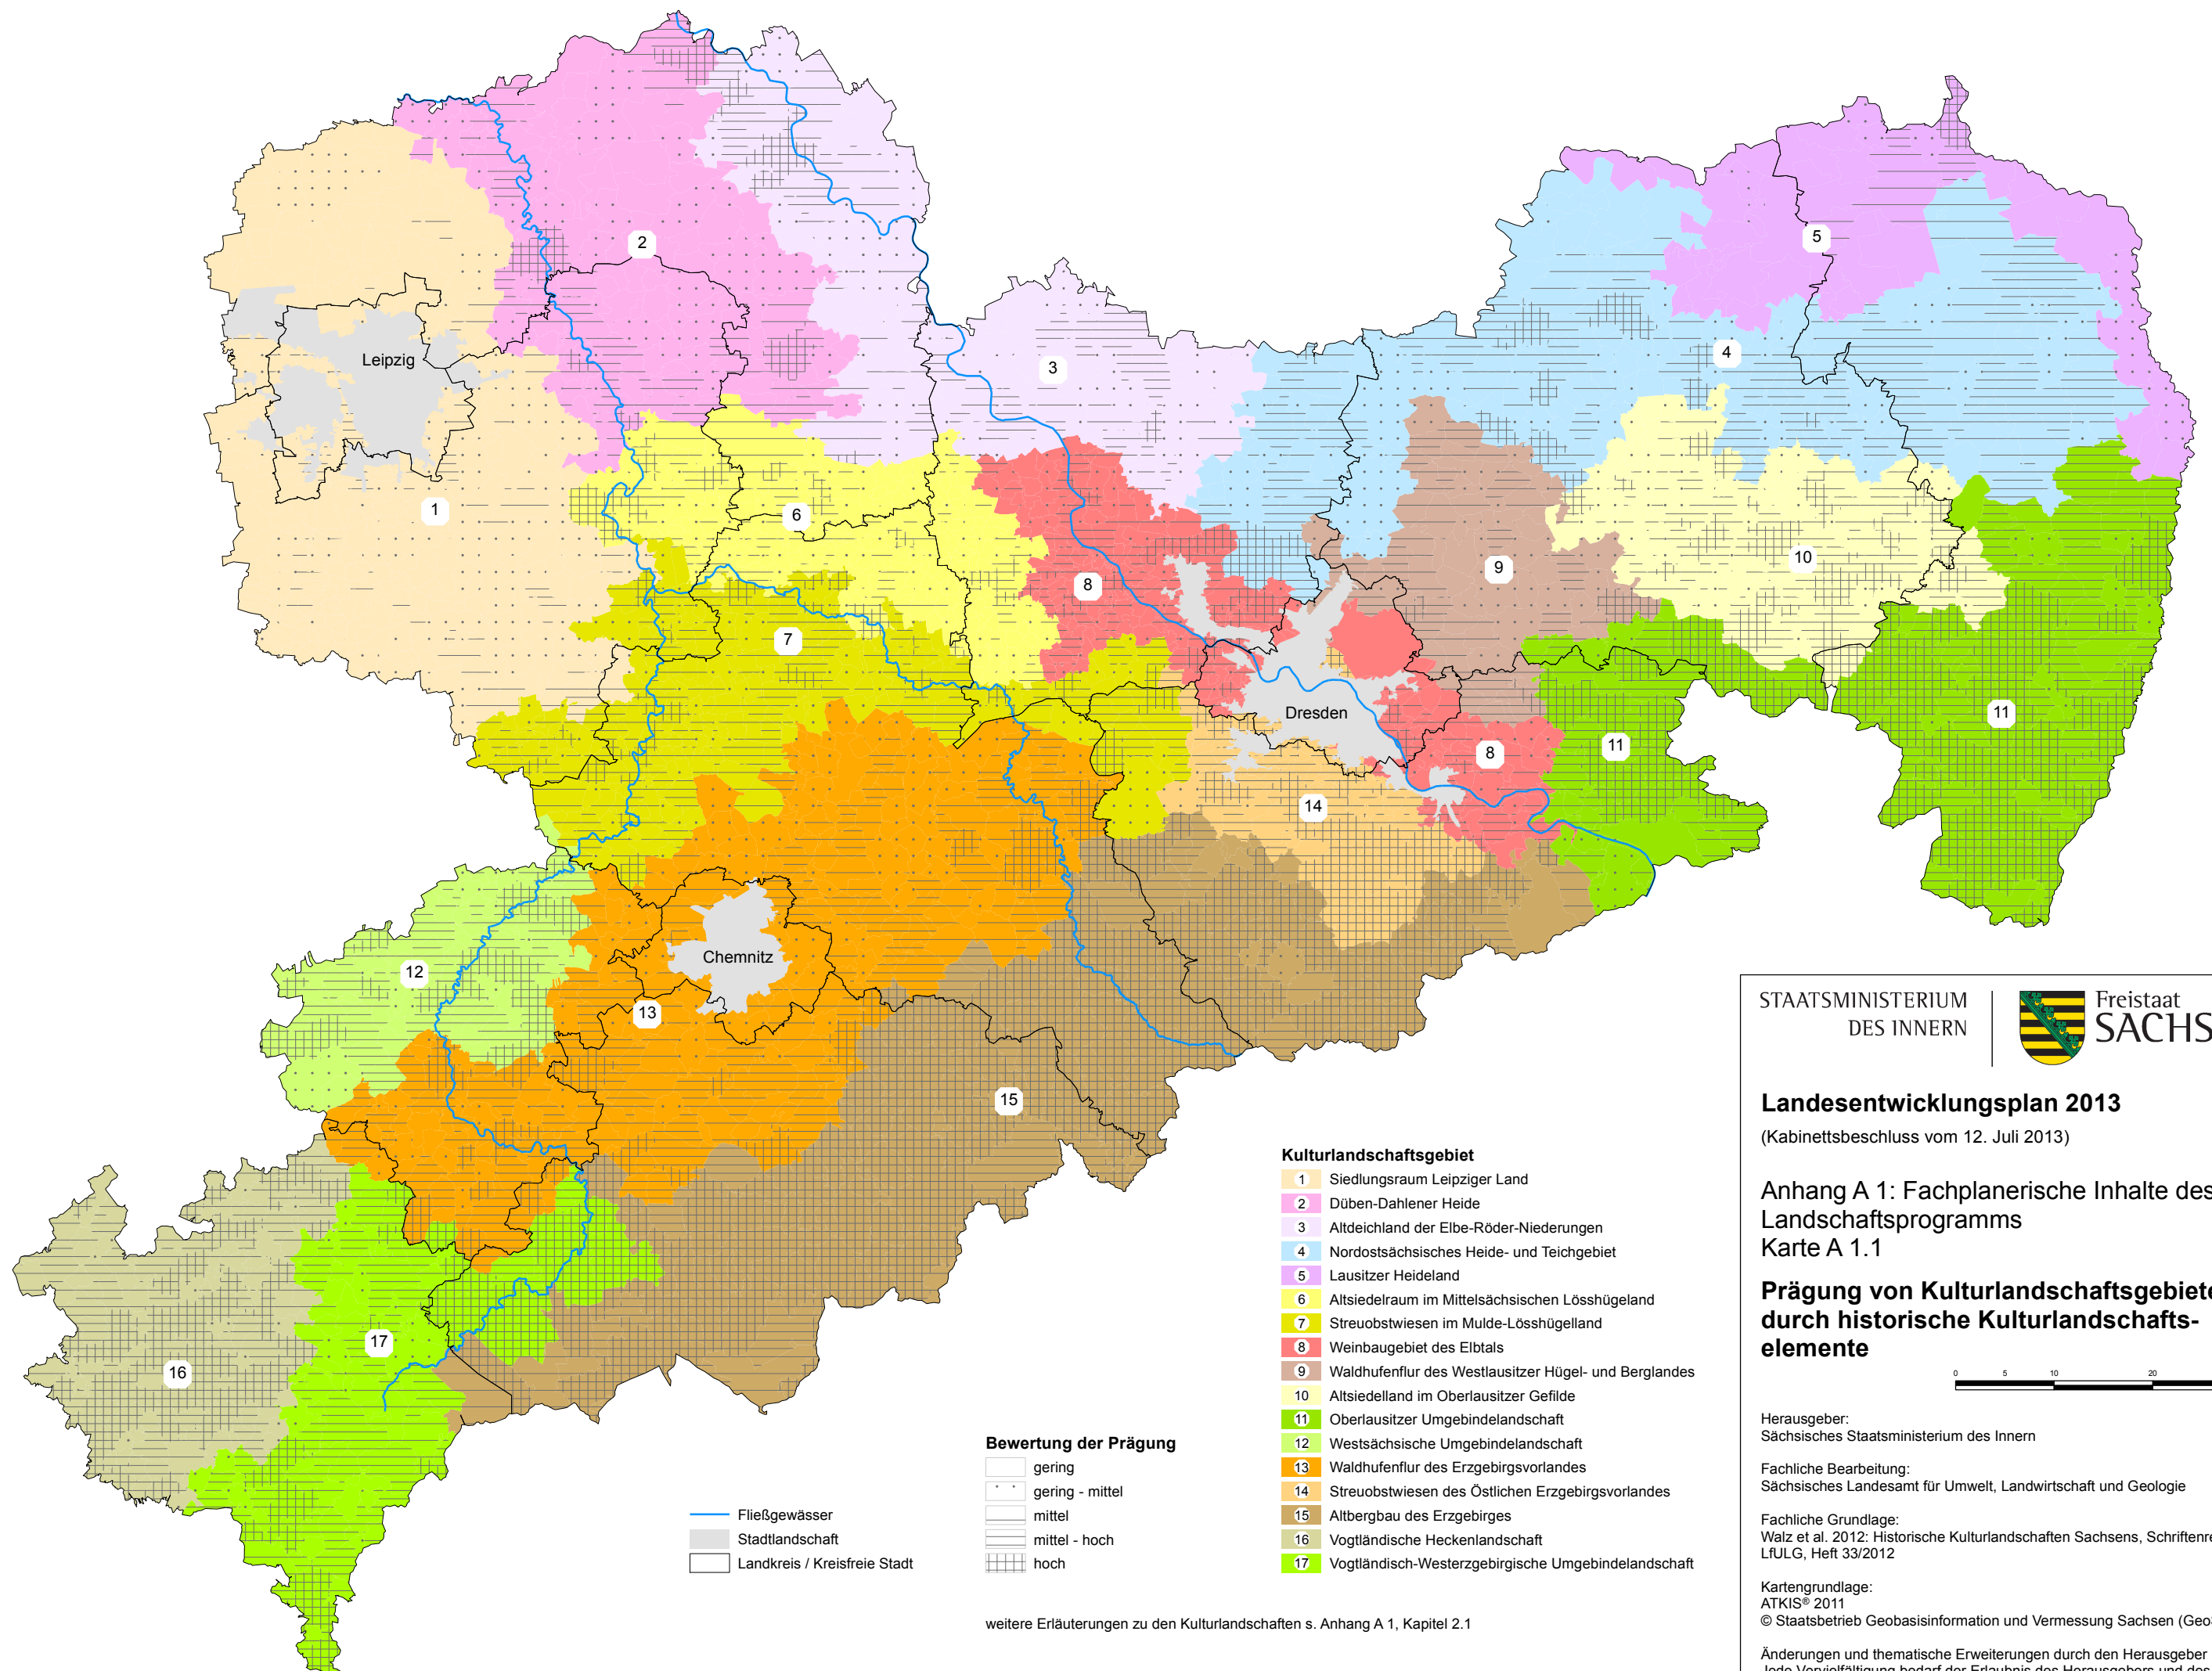 2
5
Leipzig
3
4
1
6
8
9
10
7
Dresden
11
11
8
14
Chemnitz
12
13
15
17
16
STAATSMINISTERIUM
DES INNERN
Freistaat
SACHS
Landesentwicklungsplan 2013
(Kabinettsbeschluss vom 12. Juli 2013)
Anhang A 1: Fachplanerische Inhalte des
Landschaftsprogramms
Karte A 1.1
Prägung von Kulturlandschaftsgebiete
durch historische Kulturlandschafts-
elemente
0 5 10 20
Herausgeber:
Sächsisches Staatsministerium des Innern
Fachliche Bearbeitung:
Sächsisches Landesamt für Umwelt, Landwirtschaft und Geologie
Fachliche Grundlage:
Walz et al. 2012: Historische Kulturlandschaften Sachsens, Schriftenre
LfULG, Heft 33/2012
Kartengrundlage:
ATKIS® 2011
© Staatsbetrieb Geobasisinformation und Vermessung Sachsen (Geo
Änderungen und thematische Erweiterungen durch den Herausgeber
Jede Vervielfältigung bedarf der Erlaubnis des Herausgebers und des
Kulturlandschaftsgebiet
1 Siedlungsraum Leipziger Land
2 Düben-Dahlener Heide
3 Altdeichland der Elbe-Röder-Niederungen
4 Nordostsächsisches Heide- und Teichgebiet
5 Lausitzer Heideland
6 Altsiedelraum im Mittelsächsischen Lösshügeland
7 Streuobstwiesen im Mulde-Lösshügelland
8 Weinbaugebiet des Elbtals
9 Waldhufenflur des Westlausitzer Hügel- und Berglandes
10 Altsiedelland im Oberlausitzer Gefilde
11 Oberlausitzer Umgebindelandschaft
12 Westsächsische Umgebindelandschaft
13 Waldhufenflur des Erzgebirgsvorlandes
14 Streuobstwiesen des Östlichen Erzgebirgsvorlandes
15 Altbergbau des Erzgebirges
16 Vogtländische Heckenlandschaft
17 Vogtländisch-Westerzgebirgische Umgebindelandschaft
Bewertung der Prägung
gering
gering - mittel
mittel
mittel - hoch
hoch
Fließgewässer
Stadtlandschaft
Landkreis / Kreisfreie Stadt
weitere Erläuterungen zu den Kulturlandschaften s. Anhang A 1, Kapitel 2.1